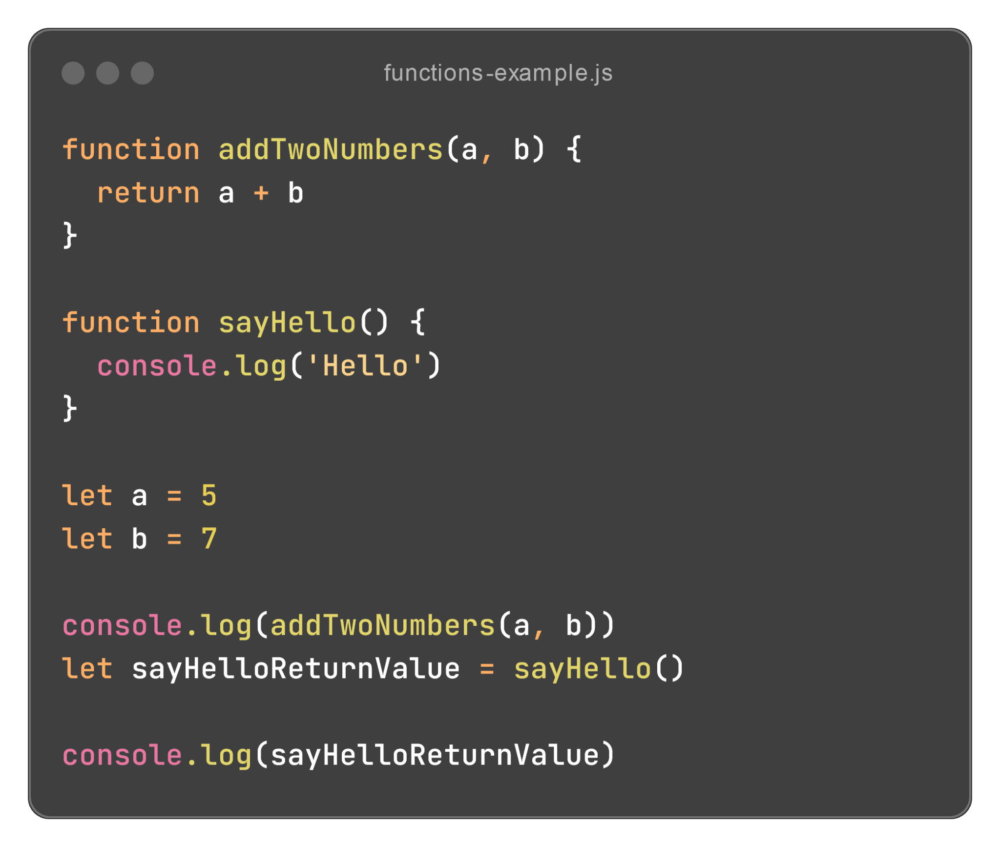 functions-example.js
function addTwoNumbers(a, b) {
  return a + b
}
function sayHello() {
  console.log('Hello')
}
let a = 5
let b = 7
console.log(addTwoNumbers(a, b))
let sayHelloReturnValue = sayHello()
console.log(sayHelloReturnValue)